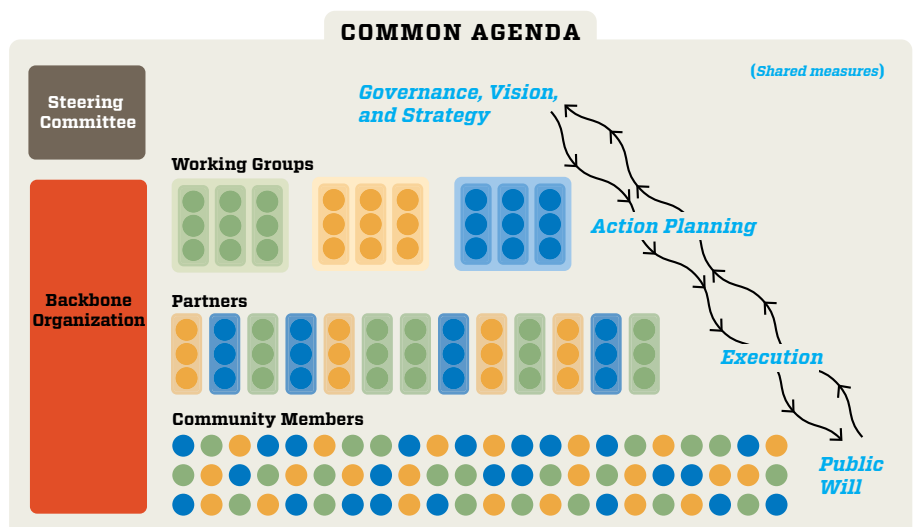 COMMON AGENDA
(Shared measures)
Steering
Committee
Governance, Vision,
and Strategy
Working Groups
Action Planning
Backbone
Organization
Partners
Execution
Community Members
Public
Will